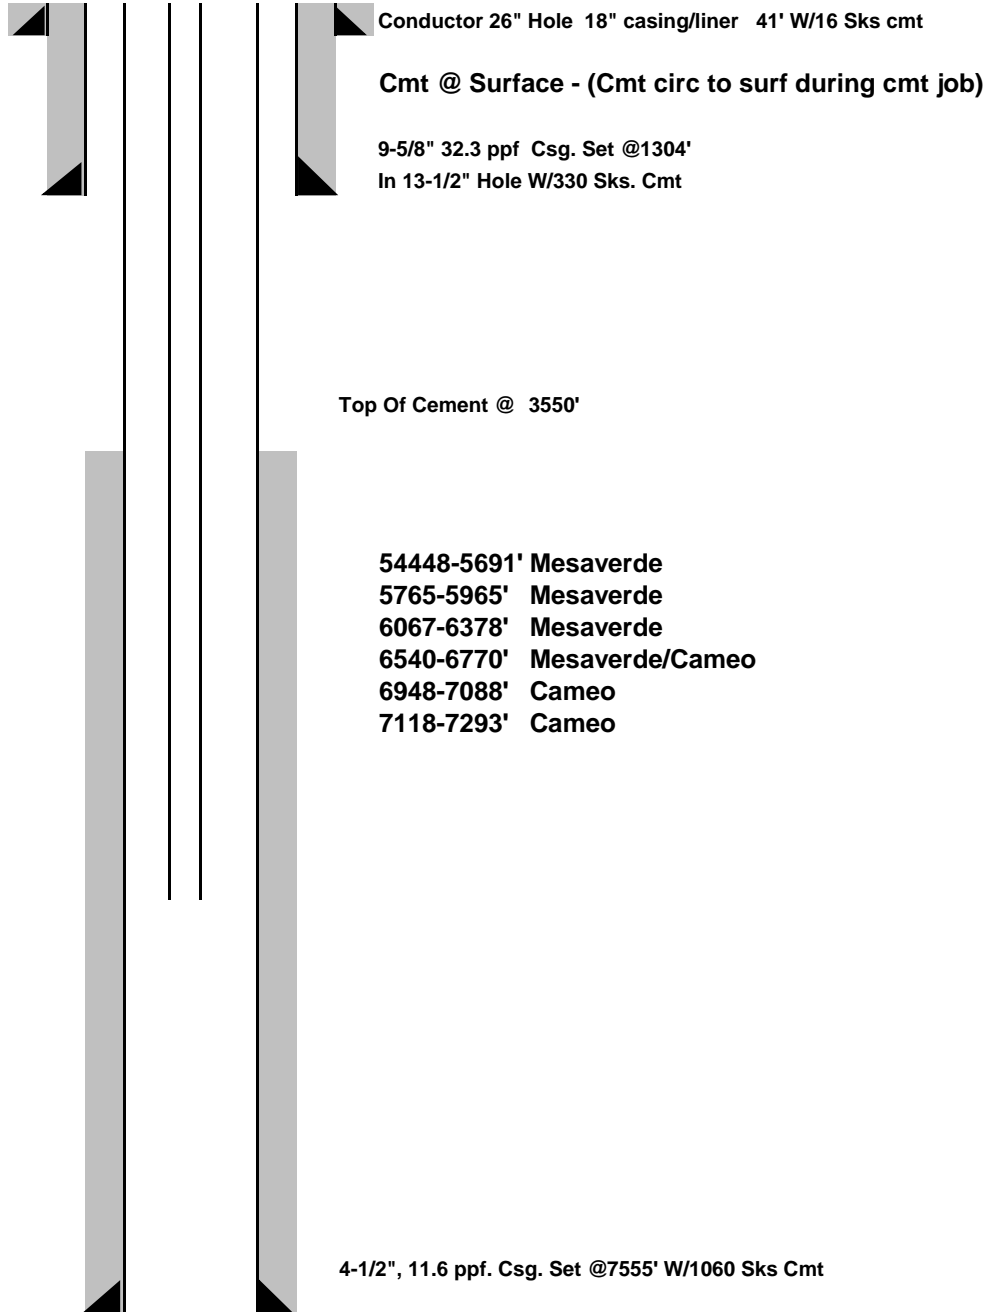 Conductor 26" Hole 18" casing/liner 41' W/16 Sks cmt
Cmt @ Surface - (Cmt circ to surf during cmt job)
9-5/8" 32.3 ppf Csg. Set @1304'
In 13-1/2" Hole W/330 Sks. Cmt
Top Of Cement @ 3550'
54448-5691' Mesaverde
5765-5965' Mesaverde
6067-6378' Mesaverde
6540-6770' Mesaverde/Cameo
6948-7088' Cameo
7118-7293' Cameo
4-1/2", 11.6 ppf. Csg. Set @7555' W/1060 Sks Cmt